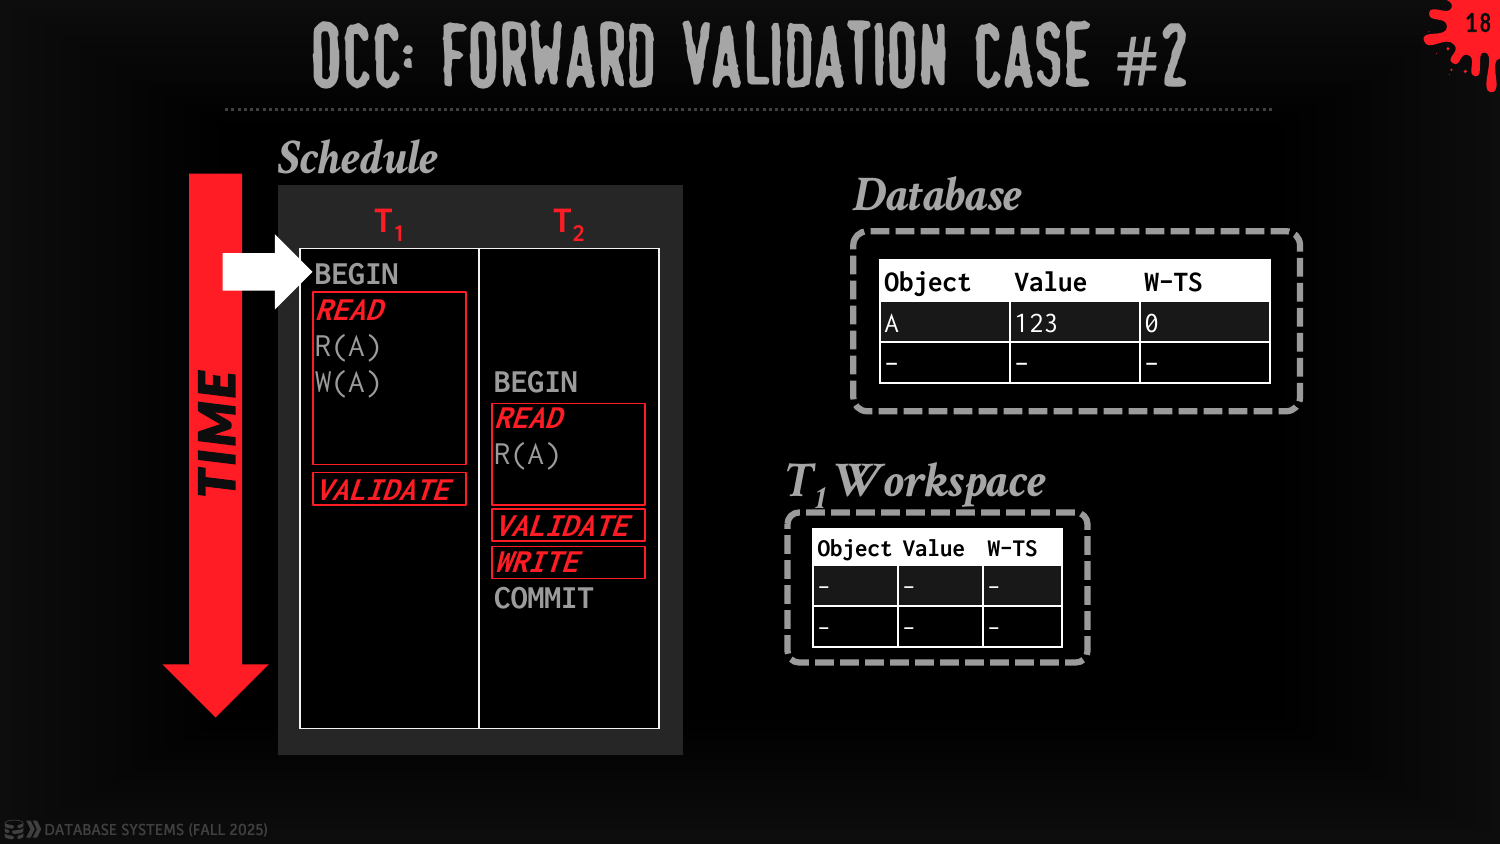 OCC: FORWARD VALIDATION CASE #2
18
Schedule
TIME
T1 T2
BEGIN
READ
R(A)
W(A) BEGIN
READ
R(A)
VALIDATE
VALIDATE
WRITE
COMMIT
Database
Object Value W-TS
A 123 0
- - -
T1 Workspace
Object Value W-TS
- - -
- - -
DATABASE SYSTEMS (FALL 2025)